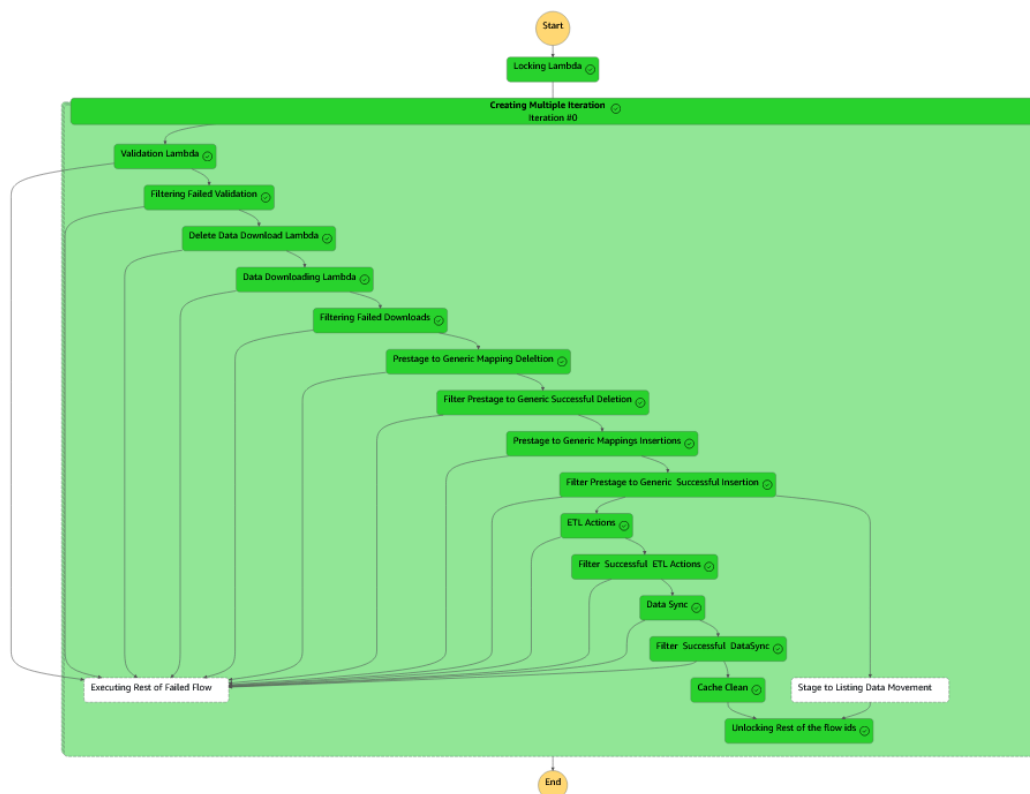 Start
Locking Lambda
Creating Multiple Iteration
Iteration #0
Validation Lambda
Filtering Failed Validation
Delete Data Download Lambda
Data Downloading Lambda
Filtering Failed Downloads
Prestage to Generic Mapping Deleltion
Filter Prestage to Generic Successful Deletion
Prestage to Generic Mappings Insertions
Filter Prestage to Generic  Successful Insertion
ETL Actions
Filter  Successful  ETL Actions
Data Sync
Filter  Successful  DataSync
Executing Rest of Failed Flow
Cache Clean
Stage to Listing Data Movement
Unlocking Rest of the flow ids
End